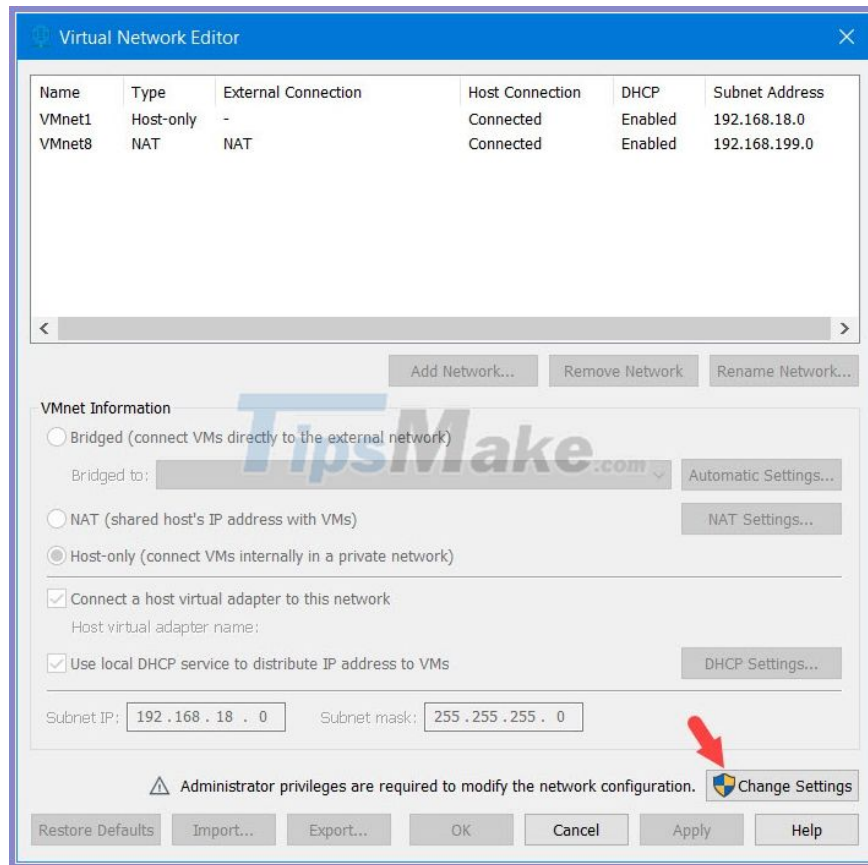 Virtual Network Editor
Name Type External Connection Host Connection DHCP Subnet Address
VMnet1 Host-only - Connected Enabled 192.168.18.0
VMnet8 NAT NAT Connected Enabled 192.168.199.0
Add Network... Remove Network Rename Network...
VMnet Information
Bridged (connect VMs directly to the external network)
TipsMake.com
Bridged to: Automatic Settings...
NAT (shared host's IP address with VMs) NAT Settings...
Host-only (connect VMs internally in a private network)
Connect a host virtual adapter to this network
Host virtual adapter name:
Use local DHCP service to distribute IP address to VMs DHCP Settings...
Subnet IP: 192 . 168 . 18 . 0 Subnet mask: 255 . 255 . 255 . 0
Administrator privileges are required to modify the network configuration. Change Settings
Restore Defaults Import... Export... OK Cancel Apply Help